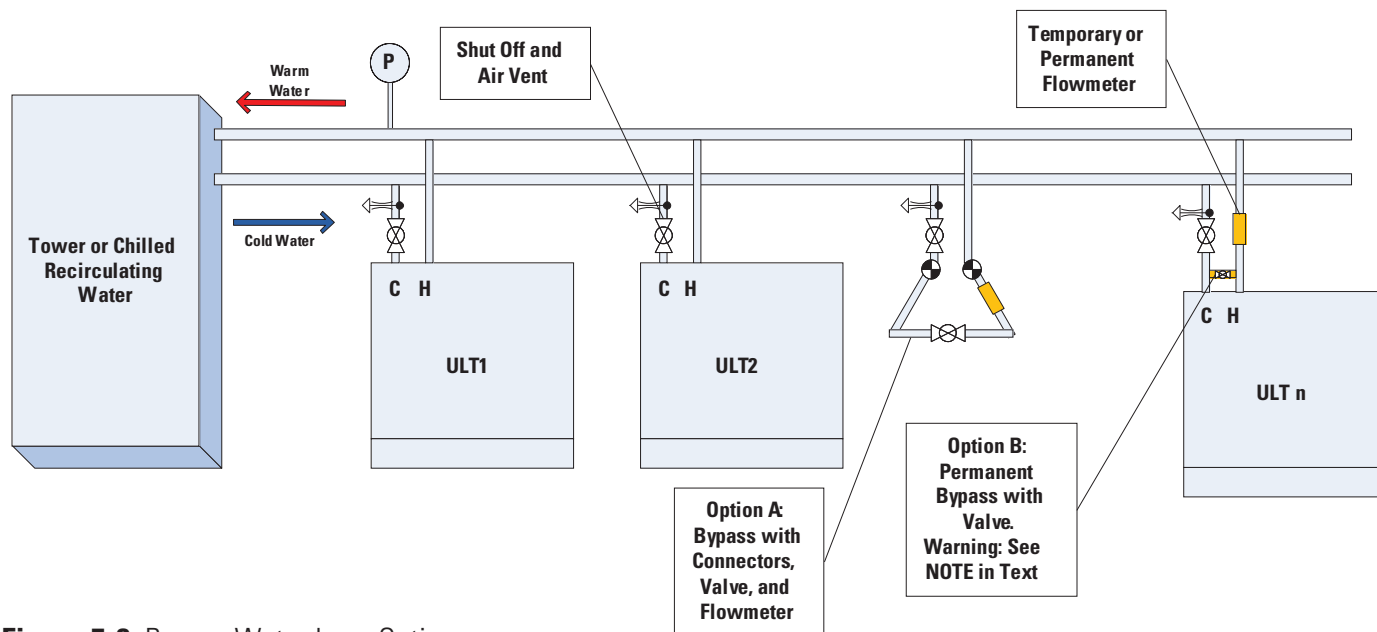 Warm
Water
P
Shut Off and
Air Vent
Temporary or
Permanent
Flowmeter
Tower or Chilled
Recirculating
Water
Cold Water
C H
ULT1
C H
ULT2
C H
ULT n
Option A:
Bypass with
Connectors,
Valve, and
Flowmeter
Option B:
Permanent
Bypass with
Valve.
Warning: See
NOTE in Text